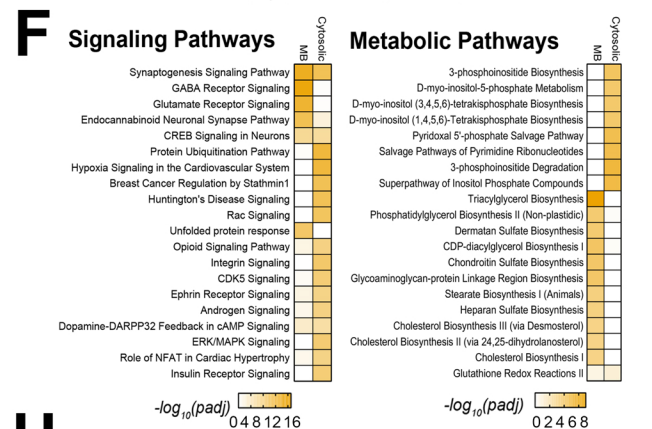 F
Signaling Pathways
MB
Cytosolic
Synaptogenesis Signaling Pathway
GABA Receptor Signaling
Glutamate Receptor Signaling
Endocannabinoid Neuronal Synapse Pathway
CREB Signaling in Neurons
Protein Ubiquitination Pathway
Hypoxia Signaling in the Cardiovascular System
Breast Cancer Regulation by Stathmin1
Huntington's Disease Signaling
Rac Signaling
Unfolded protein response
Opioid Signaling Pathway
Integrin Signaling
CDK5 Signaling
Ephrin Receptor Signaling
Androgen Signaling
Dopamine-DARPP32 Feedback in cAMP Signaling
ERK/MAPK Signaling
Role of NFAT in Cardiac Hypertrophy
Insulin Receptor Signaling
-log10(padj)
0 4 8 12 16
Metabolic Pathways
MB
Cytosolic
3-phosphoinositide Biosynthesis
D-myo-inositol-5-phosphate Metabolism
D-myo-inositol (3,4,5,6)-tetrakisphosphate Biosynthesis
D-myo-inositol (1,4,5,6)-Tetrakisphosphate Biosynthesis
Pyridoxal 5'-phosphate Salvage Pathway
Salvage Pathways of Pyrimidine Ribonucleotides
3-phosphoinositide Degradation
Superpathway of Inositol Phosphate Compounds
Triacylglycerol Biosynthesis
Phosphatidylglycerol Biosynthesis II (Non-plastidic)
Dermatan Sulfate Biosynthesis
CDP-diacylglycerol Biosynthesis I
Chondroitin Sulfate Biosynthesis
Glycoaminoglycan-protein Linkage Region Biosynthesis
Stearate Biosynthesis I (Animals)
Heparan Sulfate Biosynthesis
Cholesterol Biosynthesis III (via Desmosterol)
Cholesterol Biosynthesis II (via 24,25-dihydrolanosterol)
Cholesterol Biosynthesis I
Glutathione Redox Reactions II
-log10(padj)
0 2 4 6 8